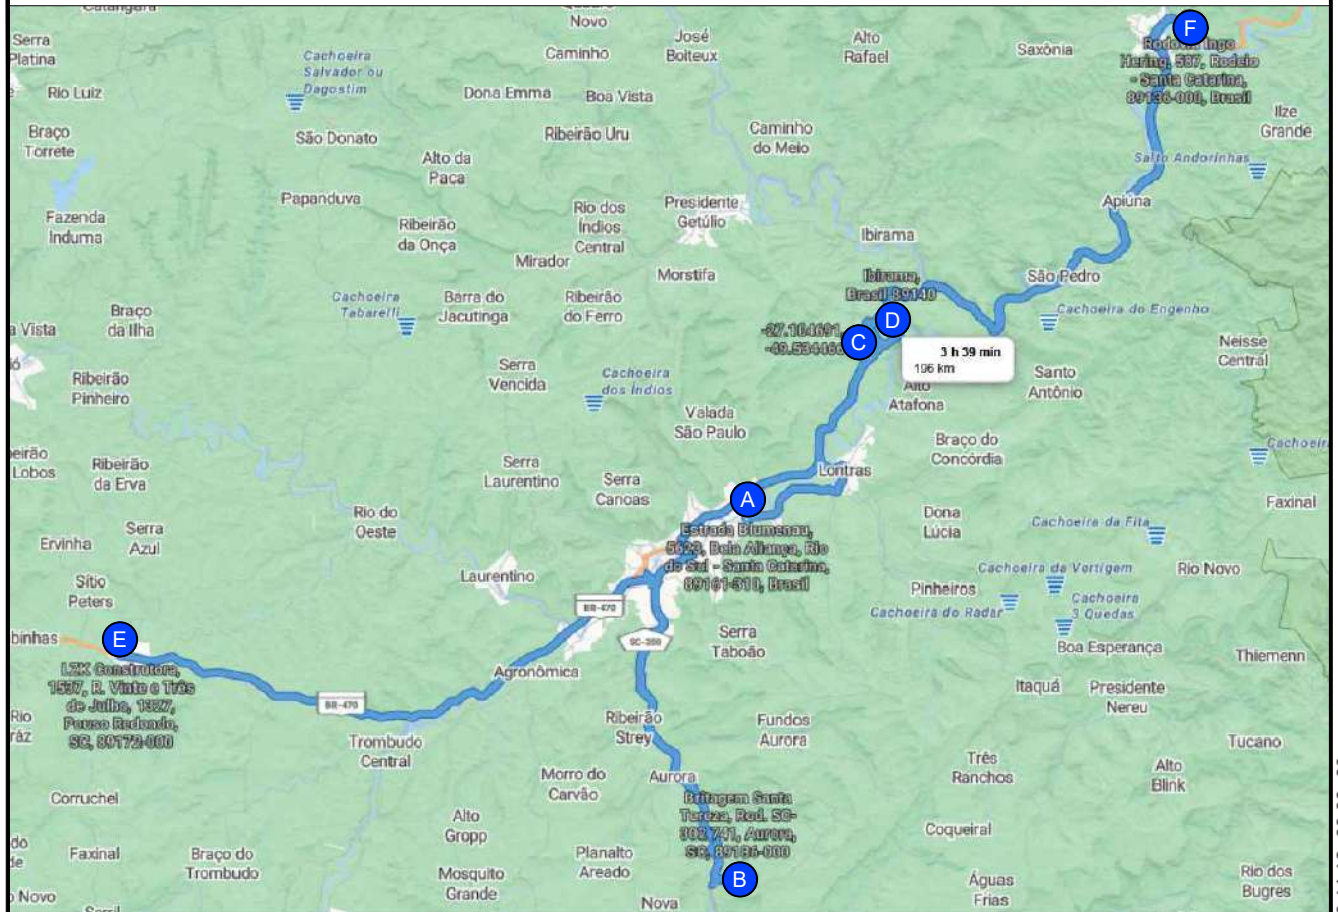 Catangara
Quatro
Novo
F
Serra
Platina
José
Boiteux
Alto
Rafael
Saxônia
Caminho
Cachoeira
Salvador ou
Dagostim
Rodovia Ingo
Hering, 587, Rodeio
- Santa Catarina,
89136-000, Brasil
Rio Luiz
Dona Emma
Boa Vista
Ilze
Grande
Braço
Torrete
São Donato
Ribeirão Uru
Caminho
do Meio
Alto da
Paca
Salto Andorinhas
Papanduva
Presidente
Getúlio
Apiúna
Fazenda
Induma
Ribeirão
da Onça
Rio dos
Índios
Central
Ibirama
Mirador
Morstifa
Ibirama,
Brasil 89140
São Pedro
Cachoeira
Tabarelli
Barra do
Jacutinga
Ribeirão
do Ferro
Cachoeira do Engenho
Braço
da Ilha
a Vista
D
-27.104691,
-49.534466
C
3 h 39 min
196 km
Neisse
Central
Serra
Vencida
Cachoeira
dos Índios
Santo
Antônio
Ribeirão
Pinheiro
Alto
Atafona
Valada
São Paulo
Braço do
Concórdia
Cachoeir
eirão
Lobos
Ribeirão
da Erva
Serra
Laurentino
Serra
Canoas
Lontras
A
Faxinal
Rio do
Oeste
Dona
Lúcia
Cachoeira da Fita
Serra
Azul
Ervinha
Estrada Blumenau,
5623, Bela Aliança, Rio
do Sul - Santa Catarina,
89161-310, Brasil
Cachoeira da Vertigem
Rio Novo
Sítio
Peters
Laurentino
Pinheiros
Cachoeira do Radar
Cachoeira
3 Quedas
BR-470
SC-350
Serra
Taboão
binhas
E
Boa Esperança
Thiemenn
LZK Construtora,
1537, R. Vinte e Três
de Julho, 1327,
Pouso Redondo,
SC, 89172-000
Agronômica
Itaquá
Presidente
Nereu
BR-470
Ribeirão
Strey
Fundos
Aurora
Rio
ráz
Trombudo
Central
Tucano
Três
Ranchos
Alto
Blink
Morro do
Carvão
Aurora
Corruchel
Britagem Santa
Tereza, Rod. SC-
302 741, Aurora,
SC, 89186-000
Alto
Gropp
Coqueiral
do
Faxinal
Braço do
Trombudo
Planalto
Areado
Mosquito
Grande
B
Águas
Frias
Rio dos
Bugres
o Novo
Nova